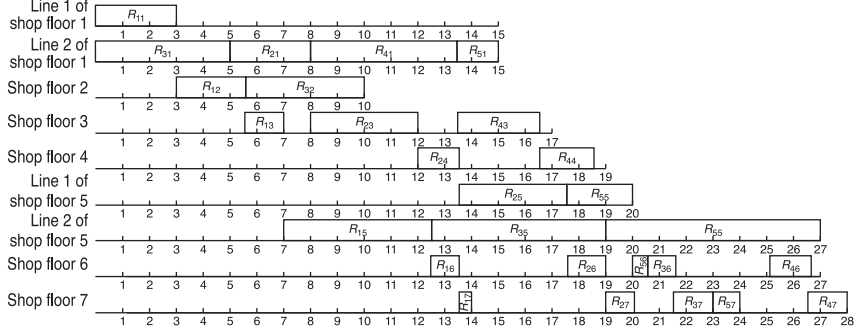 Line 1 of shop floor 1
R11
1 2 3 4 5 6 7 8 9 10 11 12 13 14 15
Line 2 of shop floor 1
R31 R21 R41 R51
1 2 3 4 5 6 7 8 9 10 11 12 13 14 15
Shop floor 2
R12 R32
1 2 3 4 5 6 7 8 9 10
Shop floor 3
R13 R23 R43
1 2 3 4 5 6 7 8 9 10 11 12 13 14 15 16 17
Shop floor 4
R24 R44
1 2 3 4 5 6 7 8 9 10 11 12 13 14 15 16 17 18 19
Line 1 of shop floor 5
R25 R55
1 2 3 4 5 6 7 8 9 10 11 12 13 14 15 16 17 18 19 20
Line 2 of shop floor 5
R15 R35 R55
1 2 3 4 5 6 7 8 9 10 11 12 13 14 15 16 17 18 19 20 21 22 23 24 25 26 27
Shop floor 6
R16 R26 R56 R36 R46
1 2 3 4 5 6 7 8 9 10 11 12 13 14 15 16 17 18 19 20 21 22 23 24 25 26 27
Shop floor 7
R17 R27 R37 R57 R47
1 2 3 4 5 6 7 8 9 10 11 12 13 14 15 16 17 18 19 20 21 22 23 24 25 26 27 28